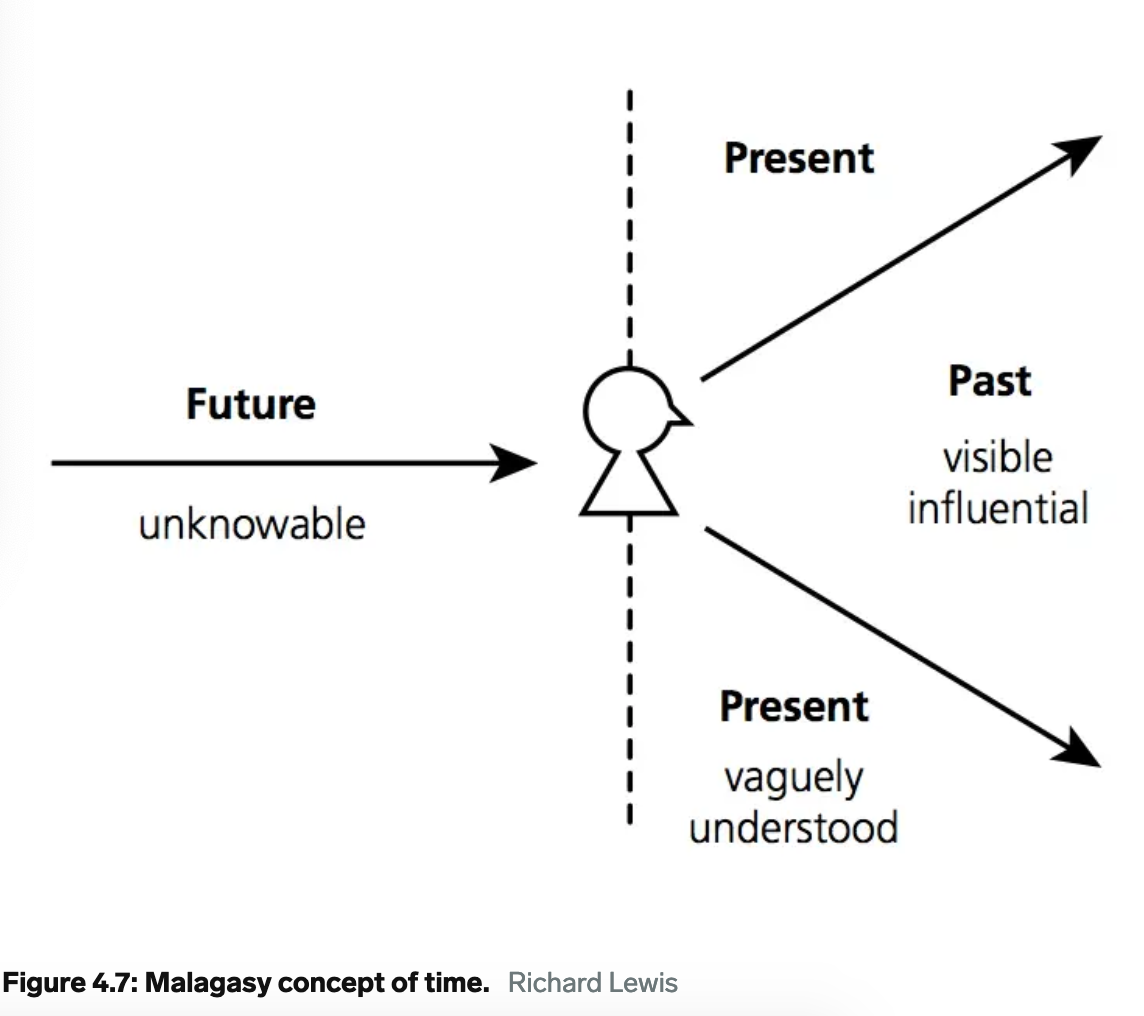 Present
Future
unknowable
Past
visible
influential
Present
vaguely
understood
Figure 4.7: Malagasy concept of time. Richard Lewis